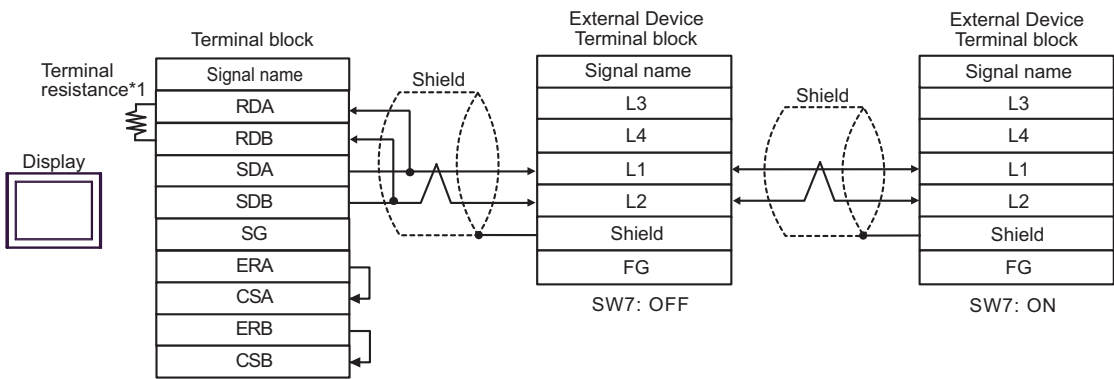 Display
Terminal
resistance*1
Terminal block
Signal name
RDA
RDB
SDA
SDB
SG
ERA
CSA
ERB
CSB
Shield
External Device
Terminal block
Signal name
L3
L4
L1
L2
Shield
FG
SW7: OFF
Shield
External Device
Terminal block
Signal name
L3
L4
L1
L2
Shield
FG
SW7: ON